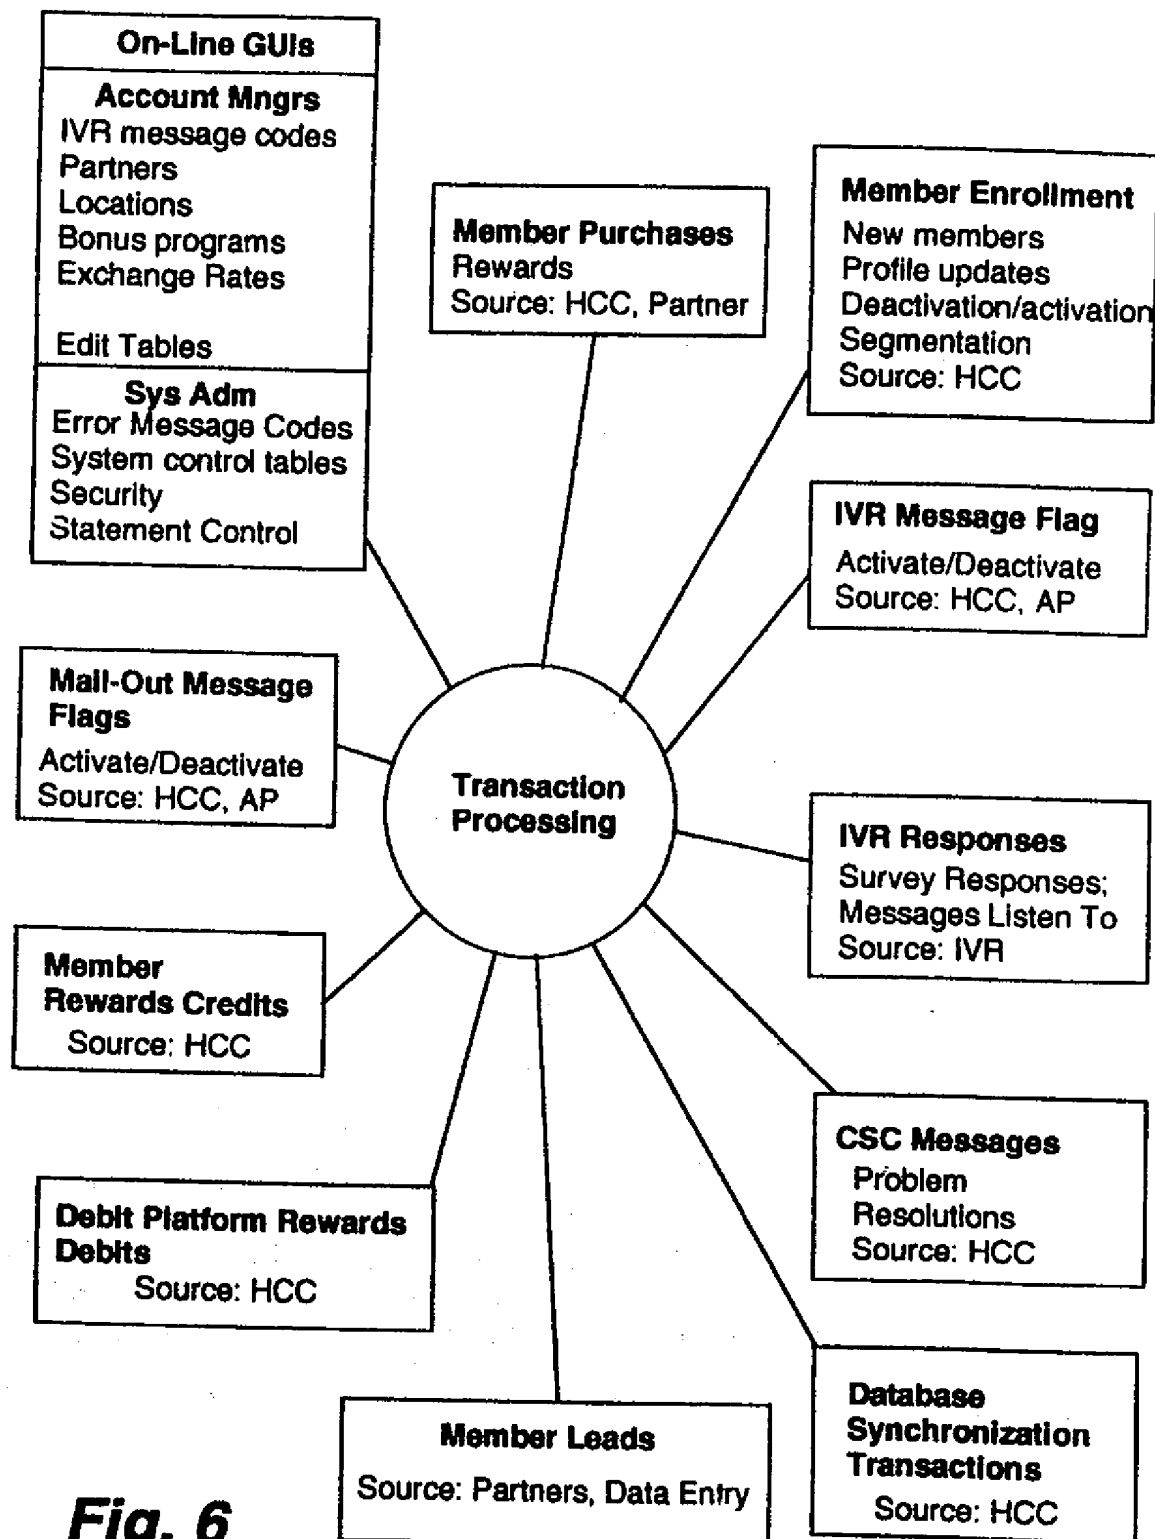 On-Line GUIs
Account Mngrs
IVR message codes
Partners
Locations
Bonus programs
Exchange Rates
Edit Tables
Sys Adm
Error Message Codes
System control tables
Security
Statement Control
Member Purchases
Rewards
Source: HCC, Partner
Member Enrollment
New members
Profile updates
Deactivation/activation
Segmentation
Source: HCC
IVR Message Flag
Activate/Deactivate
Source: HCC, AP
Mail-Out Message
Flags
Activate/Deactivate
Source: HCC, AP
Transaction
Processing
IVR Responses
Survey Responses;
Messages Listen To
Source: IVR
Member
Rewards Credits
Source: HCC
CSC Messages
Problem
Resolutions
Source: HCC
Debit Platform Rewards
Debits
Source: HCC
Member Leads
Source: Partners, Data Entry
Database
Synchronization
Transactions
Source: HCC
Fig. 6